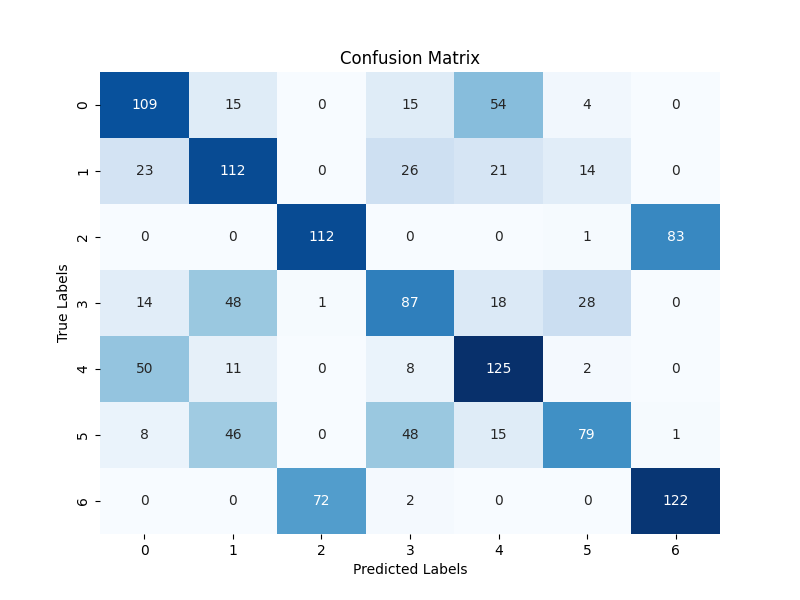 Confusion Matrix
True Labels
0 109 15 0 15 54 4 0
1 23 112 0 26 21 14 0
2 0 0 112 0 0 1 83
3 14 48 1 87 18 28 0
4 50 11 0 8 125 2 0
5 8 46 0 48 15 79 1
6 0 0 72 2 0 0 122
0 1 2 3 4 5 6
Predicted Labels